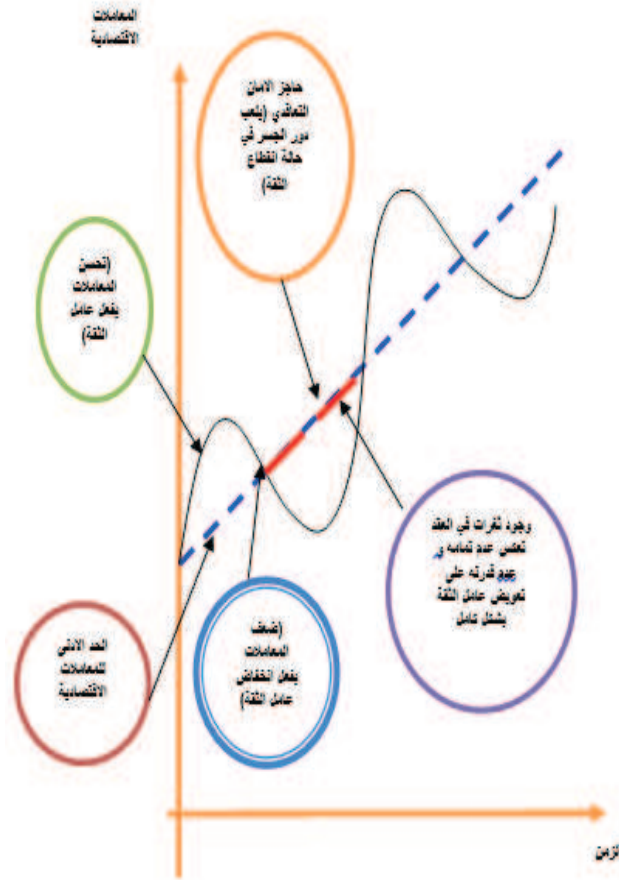 المعاملات
الاقتصادية
حاجز الامان
التعاقدي (يلعب
دور الجسر في
حالة انقطاع
الثقة)
(تحسن
المعاملات
بفعل عامل
الثقة)
وجود ثغرات في العقد
تعكس عدم تمامه و
عدم قدرته على
تعويض عامل الثقة
بشكل كامل
(ضعف
المعاملات
بفعل انخفاض
عامل الثقة)
الحد الادنى
للمعاملات
الاقتصادية
الزمن